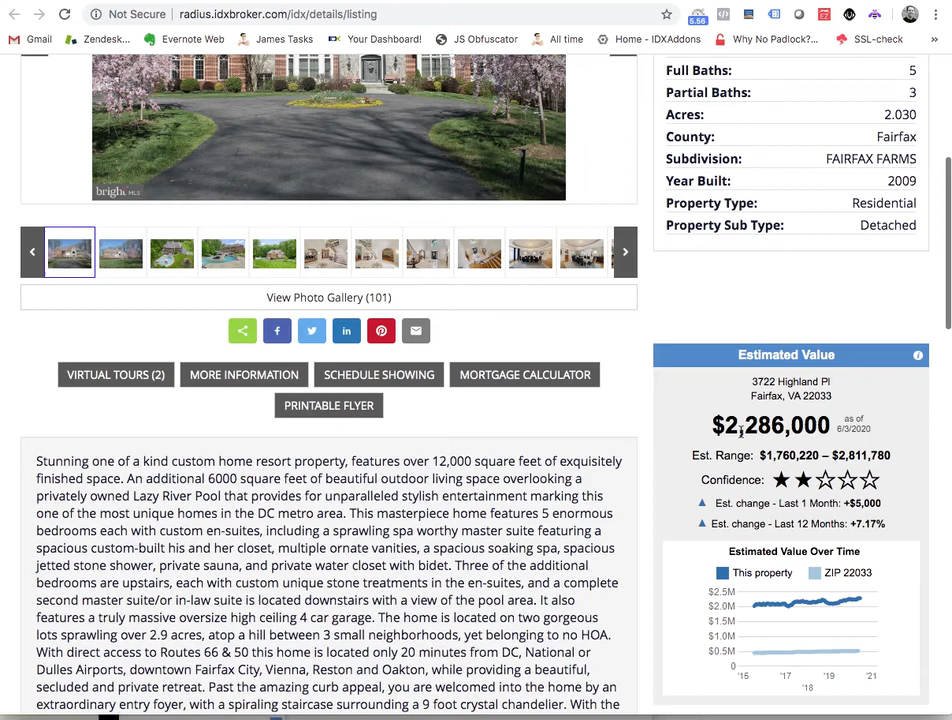 Not Secure | radius.idxbroker.com/idx/details/listing
5.56
EZ
Gmail Zendesk... Evernote Web James Tasks Your Dashboard! JS Obfuscator All time Home - IDXAddons Why No Padlock?... SSL-check »
bright MLS
View Photo Gallery (101)
f in
VIRTUAL TOURS (2) MORE INFORMATION SCHEDULE SHOWING MORTGAGE CALCULATOR
PRINTABLE FLYER
Stunning one of a kind custom home resort property, features over 12,000 square feet of exquisitely
finished space. An additional 6000 square feet of beautiful outdoor living space overlooking a
privately owned Lazy River Pool that provides for unparalleled stylish entertainment marking this
one of the most unique homes in the DC metro area. This masterpiece home features 5 enormous
bedrooms each with custom en-suites, including a sprawling spa worthy master suite featuring a
spacious custom-built his and her closet, multiple ornate vanities, a spacious soaking spa, spacious
jetted stone shower, private sauna, and private water closet with bidet. Three of the additional
bedrooms are upstairs, each with custom unique stone treatments in the en-suites, and a complete
second master suite/or in-law suite is located downstairs with a view of the pool area. It also
features a truly massive oversize high ceiling 4 car garage. The home is located on two gorgeous
lots sprawling over 2.9 acres, atop a hill between 3 small neighborhoods, yet belonging to no HOA.
With direct access to Routes 66 & 50 this home is located only 20 minutes from DC, National or
Dulles Airports, downtown Fairfax City, Vienna, Reston and Oakton, while providing a beautiful,
secluded and private retreat. Past the amazing curb appeal, you are welcomed into the home by an
extraordinary entry foyer, with a spiraling staircase surrounding a 9 foot crystal chandelier. With the
Full Baths: 5
Partial Baths: 3
Acres: 2.030
County: Fairfax
Subdivision: FAIRFAX FARMS
Year Built: 2009
Property Type: Residential
Property Sub Type: Detached
Estimated Value
3722 Highland Pl
Fairfax, VA 22033
$2,286,000 as of
6/3/2020
Est. Range: $1,760,220 – $2,811,780
Confidence:
Est. change - Last 1 Month: +$5,000
Est. change - Last 12 Months: +7.17%
Estimated Value Over Time
This property ZIP 22033
$2.5M
$2.0M
$1.5M
$1.0M
$0.5M
0
'15 '17 '18 '19 '21